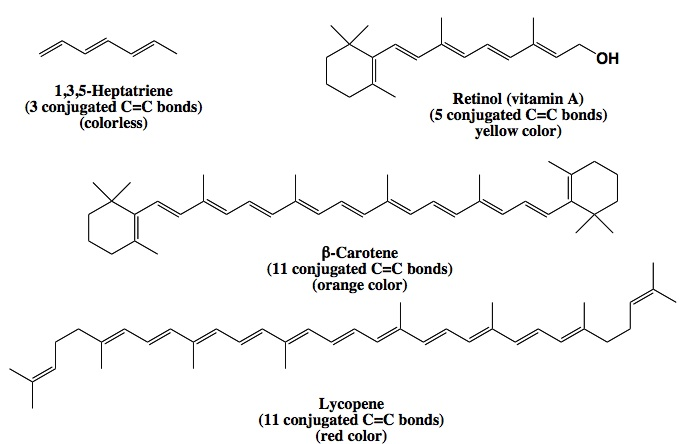 1,3,5-Heptatriene
(3 conjugated C=C bonds)
(colorless)
OH
Retinol (vitamin A)
(5 conjugated C=C bonds)
yellow color)
β-Carotene
(11 conjugated C=C bonds)
(orange color)
Lycopene
(11 conjugated C=C bonds)
(red color)